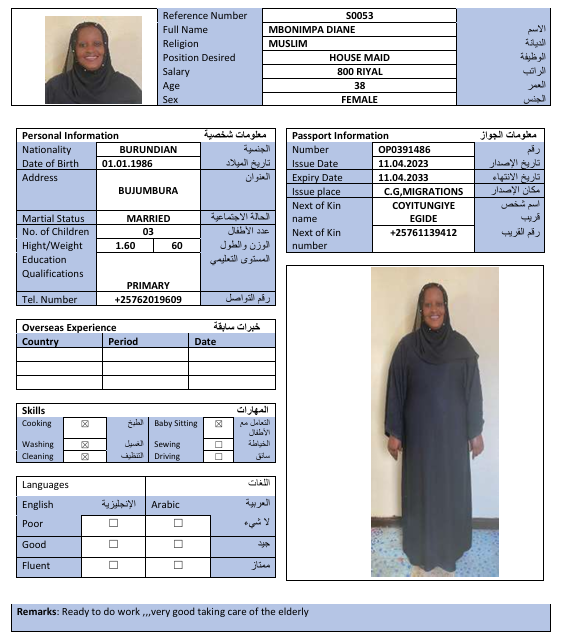 Reference Number S0053
Full Name MBONIMPA DIANE الاسم
Religion MUSLIM الديانة
Position Desired HOUSE MAID الوظيفة
Salary 800 RIYAL الراتب
Age 38 العمر
Sex FEMALE الجنس
Personal Information معلومات شخصية
Nationality BURUNDIAN الجنسية
Date of Birth 01.01.1986 تاريخ الميلاد
Address BUJUMBURA العنوان
Martial Status MARRIED الحالة الاجتماعية
No. of Children 03 عدد الأطفال
Hight/Weight 1.60 60 الوزن والطول
Education المستوى التعليمي
Qualifications PRIMARY
Tel. Number +25762019609 رقم التواصل
Passport Information معلومات الجواز
Number OP0391486 رقم
Issue Date 11.04.2023 تاريخ الإصدار
Expiry Date 11.04.2033 تاريخ الانتهاء
Issue place C.G,MIGRATIONS مكان الإصدار
Next of Kin COYITUNGIYE اسم شخص
name EGIDE قريب
Next of Kin +25761139412 رقم القريب
number
Overseas Experience خبرات سابقة
Country Period Date
Skills المهارات
Cooking ☒ الطبخ Baby Sitting ☒ التعامل مع
الأطفال
Washing ☒ الغسيل Sewing ☐ الخياطة
Cleaning ☒ التنظيف Driving ☐ سائق
Languages اللغات
English الإنجليزية Arabic العربية
Poor ☐ ☐ لا شيء
Good ☐ ☐ جيد
Fluent ☐ ☐ ممتاز
Remarks: Ready to do work ,,,very good taking care of the elderly